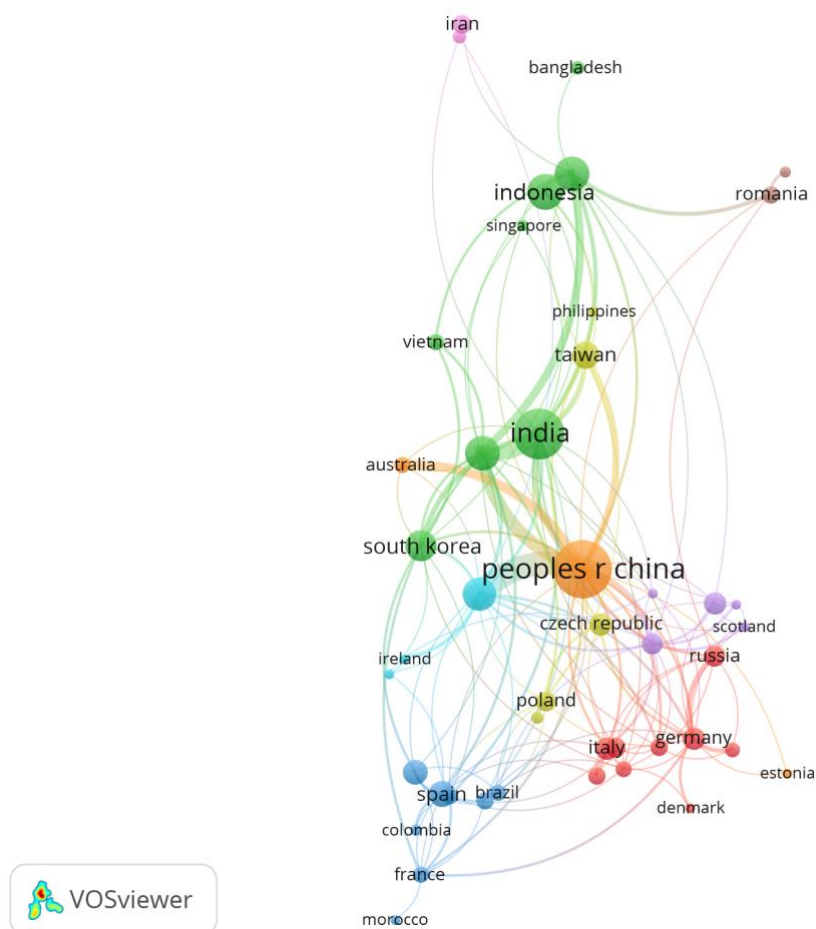 iran
bangladesh
indonesia
romania
singapore
philippines
vietnam
taiwan
india
australia
south korea
peoples r china
czech republic
scotland
ireland
russia
poland
germany
italy
estonia
spain
brazil
denmark
colombia
france
VOSviewer
morocco